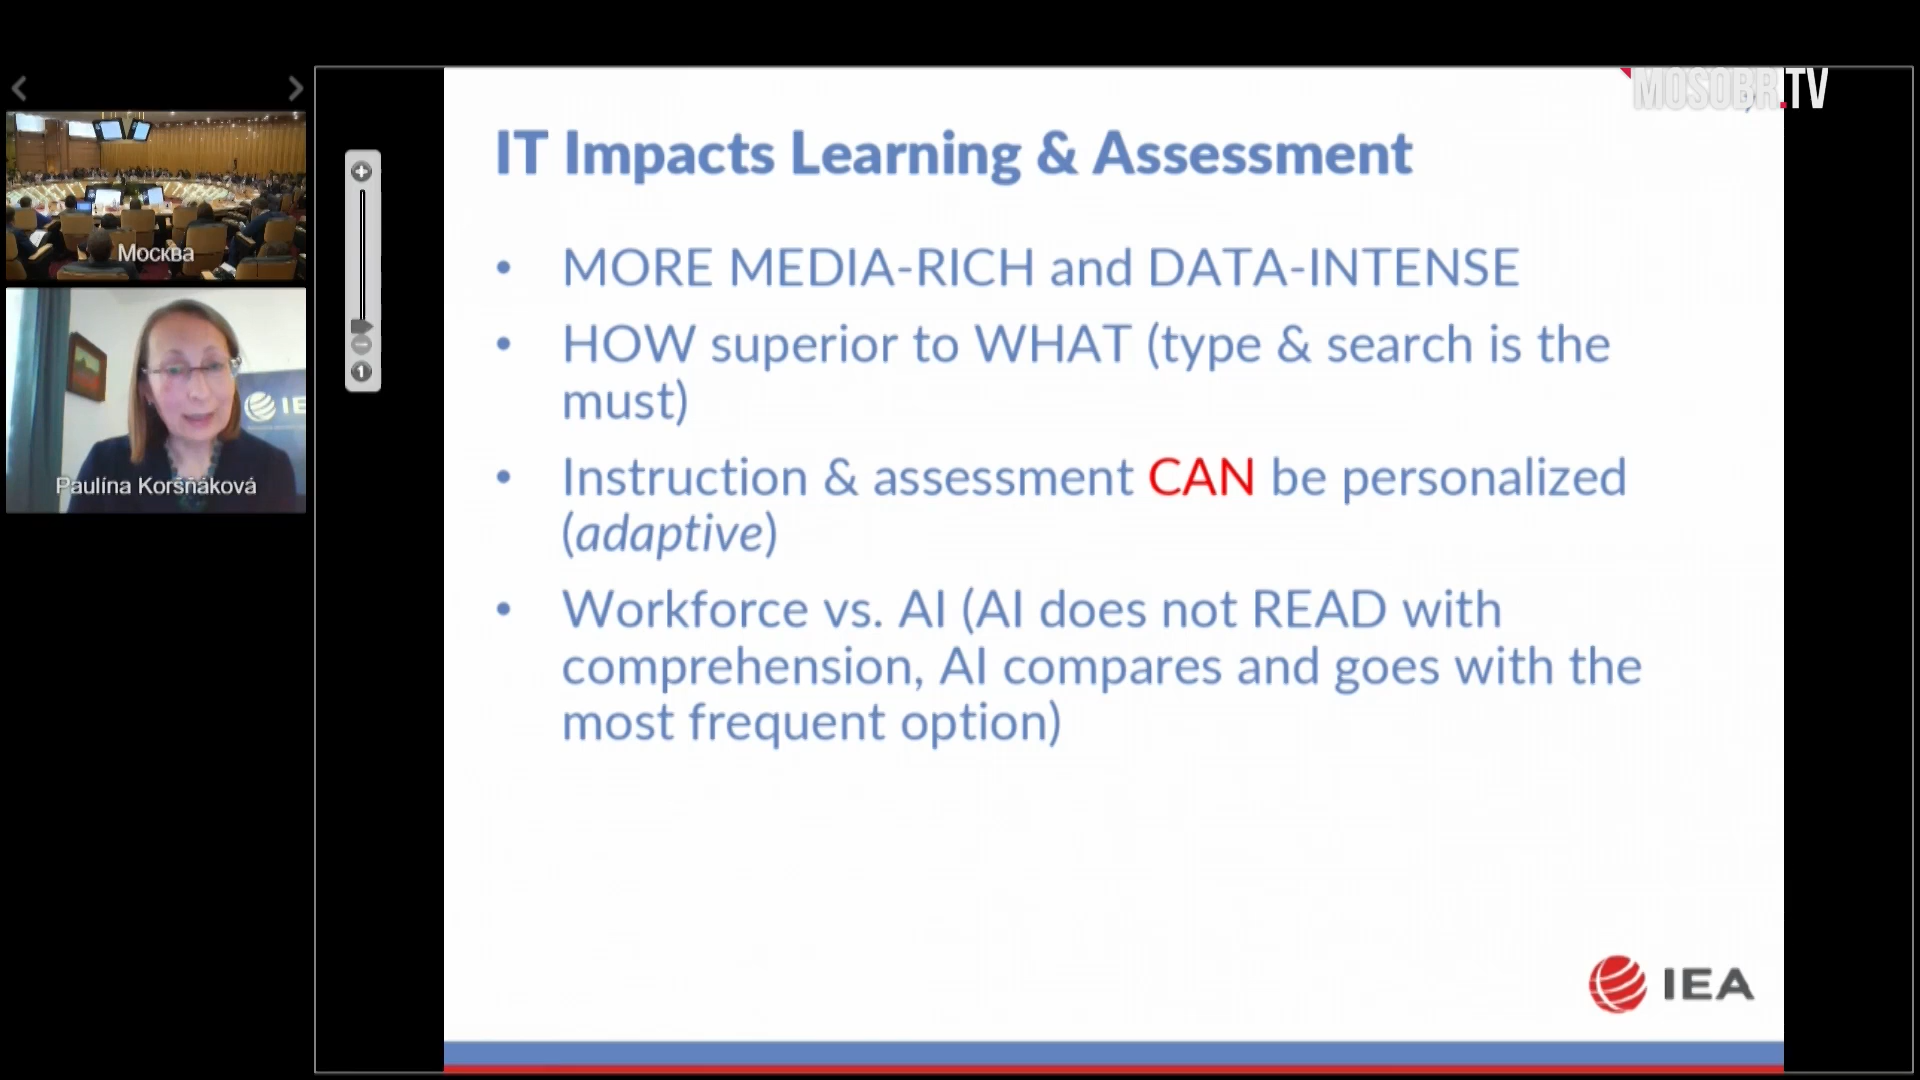 MOSOBR.TV
Москва
Paulína Koršňáková
IE
IT Impacts Learning & Assessment
• MORE MEDIA-RICH and DATA-INTENSE
• HOW superior to WHAT (type & search is the
must)
• Instruction & assessment CAN be personalized
(adaptive)
• Workforce vs. AI (AI does not READ with
comprehension, AI compares and goes with the
most frequent option)
IEA
1